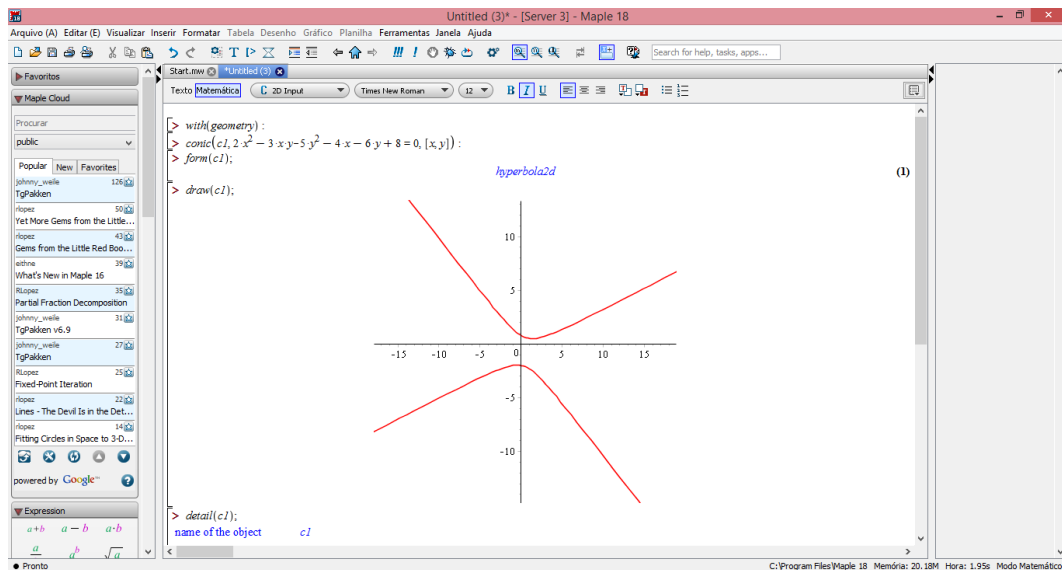 Untitled (3)* - [Server 3] - Maple 18
Arquivo (A) Editar (E) Visualizar Inserir Formatar Tabela Desenho Gráfico Planilha Ferramentas Janela Ajuda
Search for help, tasks, apps...
Favoritos
Maple Cloud
Procurar
public
Popular New Favorites
johnny_weile 126
TgPakken
rlopez 50
Yet More Gems from the Little...
rlopez 43
Gems from the Little Red Boo...
eithne 39
What's New in Maple 16
RLopez 35
Partial Fraction Decomposition
johnny_weile 31
TgPakken v6.9
johnny_weile 27
TgPakken
RLopez 25
Fixed-Point Iteration
rlopez 22
Lines - The Devil Is in the Det...
rlopez 14
Fitting Circles in Space to 3-D...
powered by Google™
Expression
a+b a − b a·b
a a^b √a
Start.mw *Untitled (3)
Texto Matemática C 2D Input Times New Roman 12 B I U
> with(geometry) :
> conic(c1, 2·x² − 3·x·y−5·y² − 4·x − 6·y + 8 = 0, [x, y]) :
> form(c1);
hyperbola2d (1)
> draw(c1);
10
5
-15 -10 -5 0 5 10 15
-5
-10
> detail(c1);
name of the object c1
Pronto
C:\Program Files\Maple 18 Memória: 20.18M Hora: 1.95s Modo Matemático